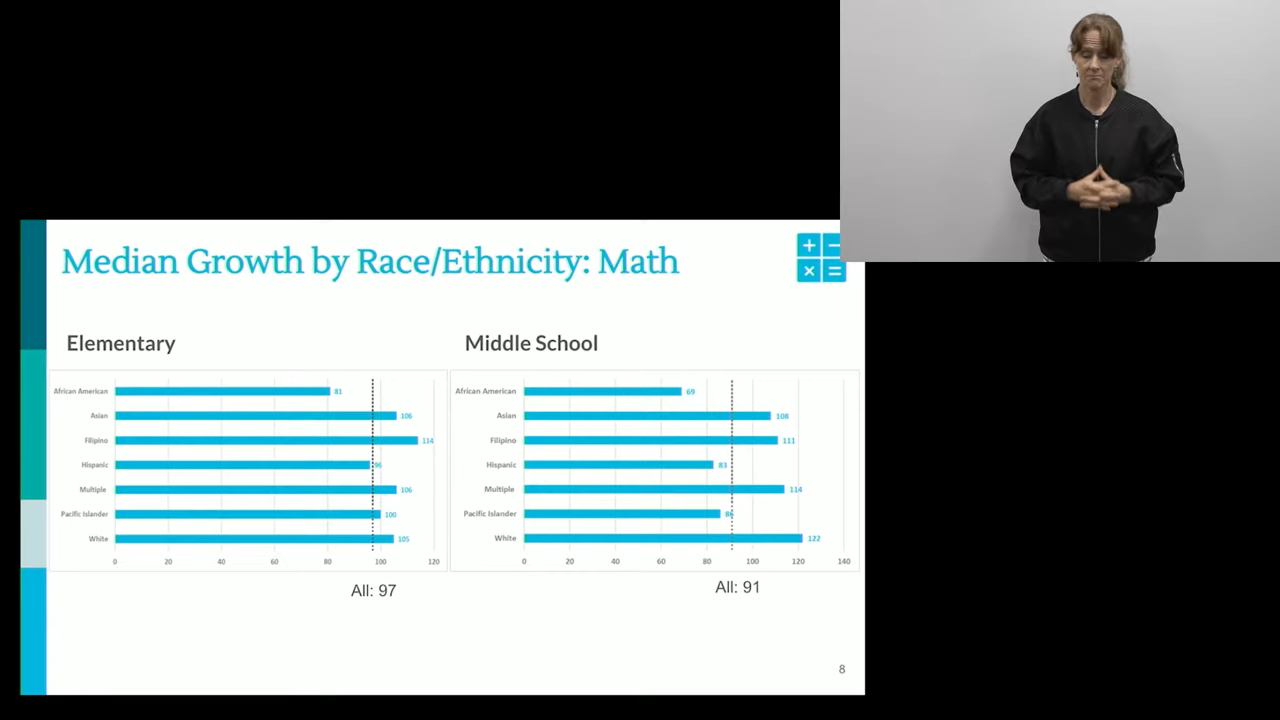 Median Growth by Race/Ethnicity: Math
+ −
× =
Elementary
African American 81
Asian 106
Filipino 114
Hispanic 96
Multiple 106
Pacific Islander 100
White 105
0 20 40 60 80 100 120
All: 97
Middle School
African American 69
Asian 108
Filipino 111
Hispanic 83
Multiple 114
Pacific Islander
White 122
0 20 40 60 80 100 120 140
All: 91
8